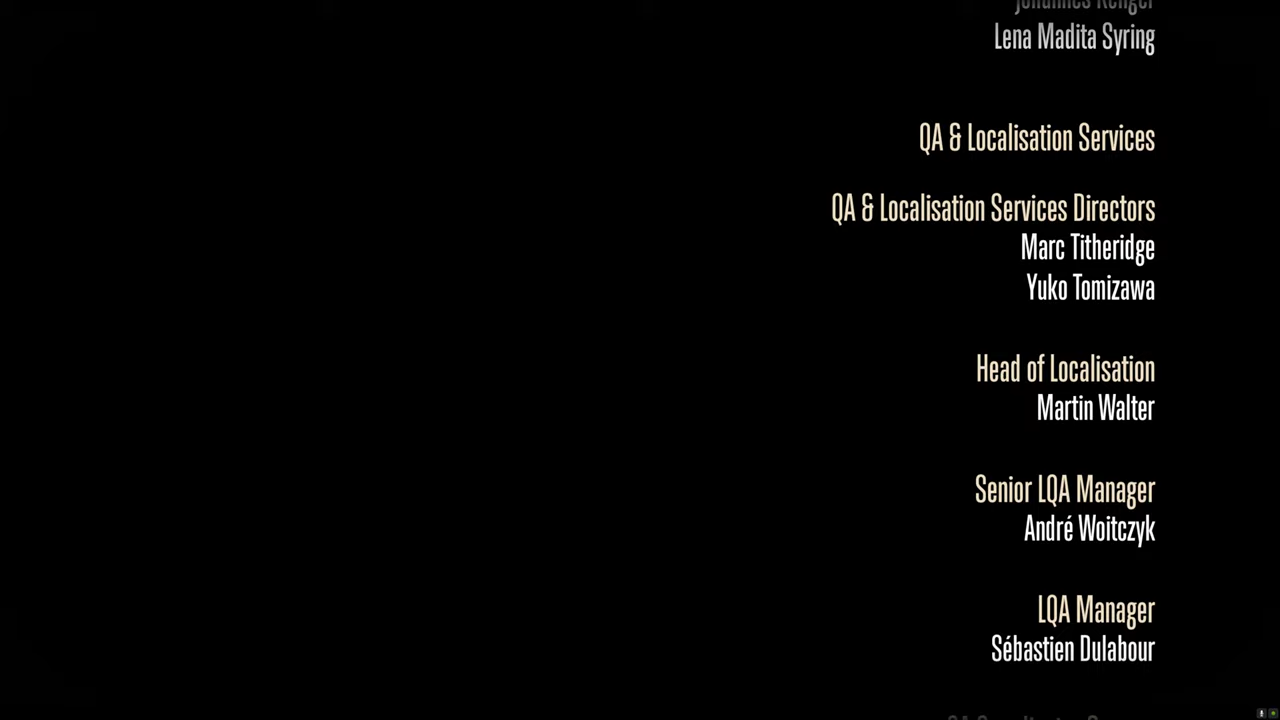 Lena Madita Syring
QA & Localisation Services
QA & Localisation Services Directors
Marc Titheridge
Yuko Tomizawa
Head of Localisation
Martin Walter
Senior LQA Manager
André Woitczyk
LQA Manager
Sébastien Dulabour